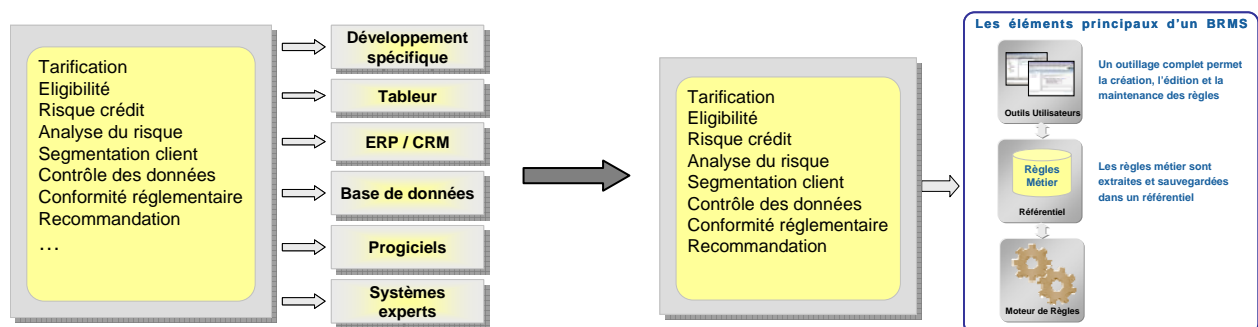 Tarification
Eligibilité
Risque crédit
Analyse du risque
Segmentation client
Contrôle des données
Conformité réglementaire
Recommandation
…
Développement
spécifique
Tableur
ERP / CRM
Base de données
Progiciels
Systèmes
experts
Tarification
Eligibilité
Risque crédit
Analyse du risque
Segmentation client
Contrôle des données
Conformité réglementaire
Recommandation
Les éléments principaux d’un BRMS
Un outillage complet permet
la création, l’édition et la
maintenance des règles
Outils Utilisateurs
Règles
Métier
Référentiel
Les règles métier sont
extraites et sauvegardées
dans un référentiel
Moteur de Règles